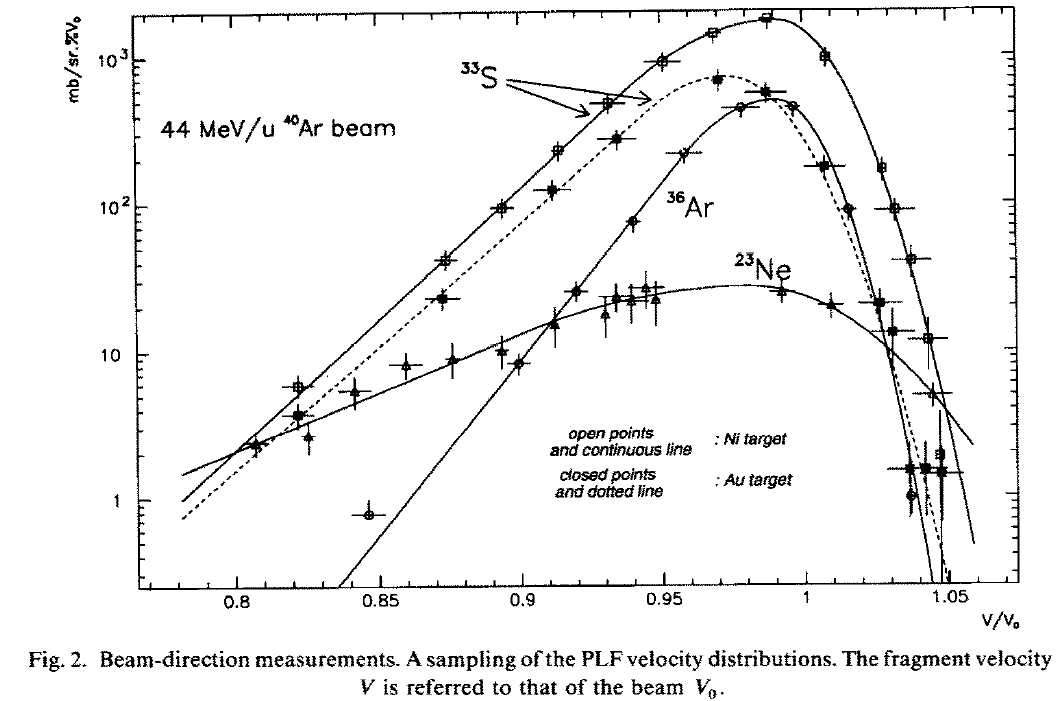 mb/sr.%V₀
10³
10²
10
1
³³S
44 MeV/u ⁴⁰Ar beam
³⁶Ar
²³Ne
open points
and continuous line : Ni target
closed points
and dotted line : Au target
0.8 0.85 0.9 0.95 1 1.05
V/V₀
Fig. 2. Beam-direction measurements. A sampling of the PLF velocity distributions. The fragment velocity
V is referred to that of the beam V₀.